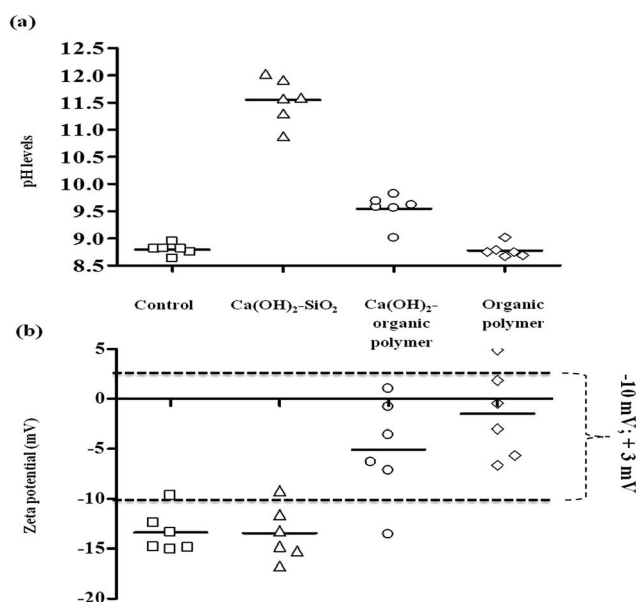 (a)
12.5
12.0
11.5
11.0
10.5
10.0
9.5
9.0
8.5
pH levels
Control
Ca(OH)₂-SiO₂
Ca(OH)₂-
organic
polymer
Organic
polymer
(b)
5
0
-5
-10
-15
-20
Zeta potential (mV)
-10 mV; + 3 mV